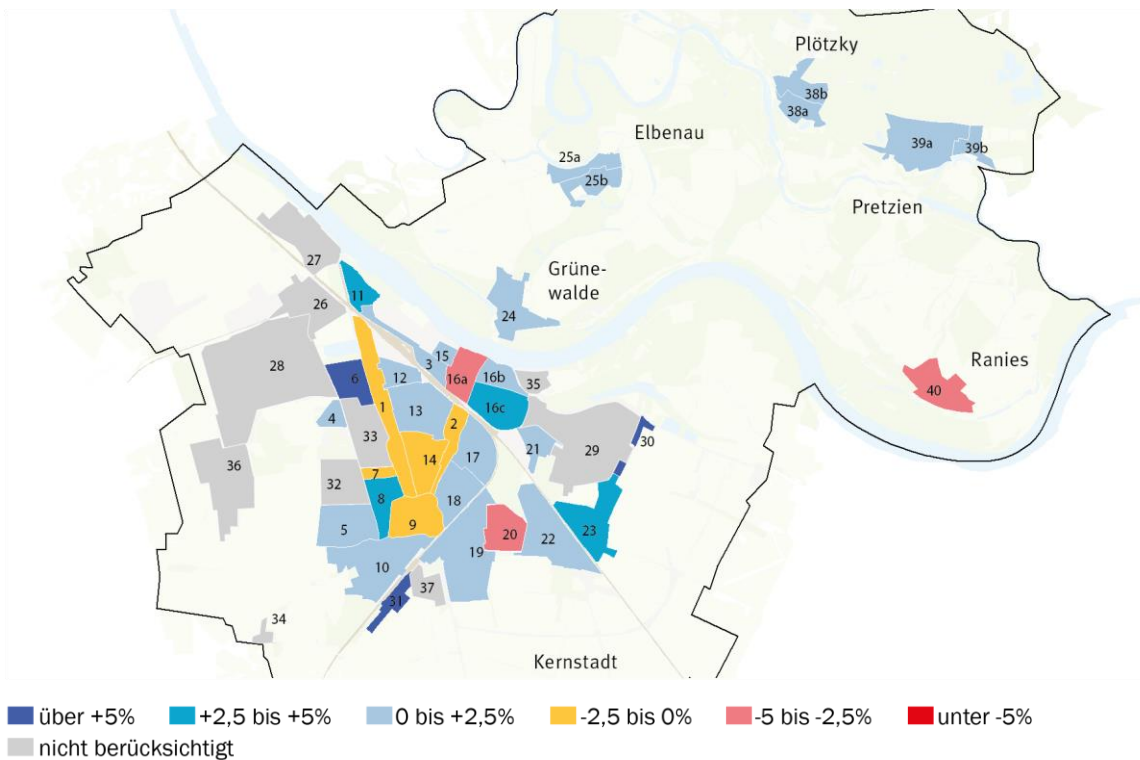 Plötzky
38b
38a
Elbenau
39a
39b
25a
25b
Pretzien
27
Grüne-
walde
11
26
24
28
15
3
Ranies
6
12
16a
16b
35
40
1
16c
4
13
2
33
30
21
29
14
17
36
7
32
8
18
9
23
5
20
22
19
10
37
31
34
Kernstadt
über +5%
+2,5 bis +5%
0 bis +2,5%
-2,5 bis 0%
-5 bis -2,5%
unter -5%
nicht berücksichtigt